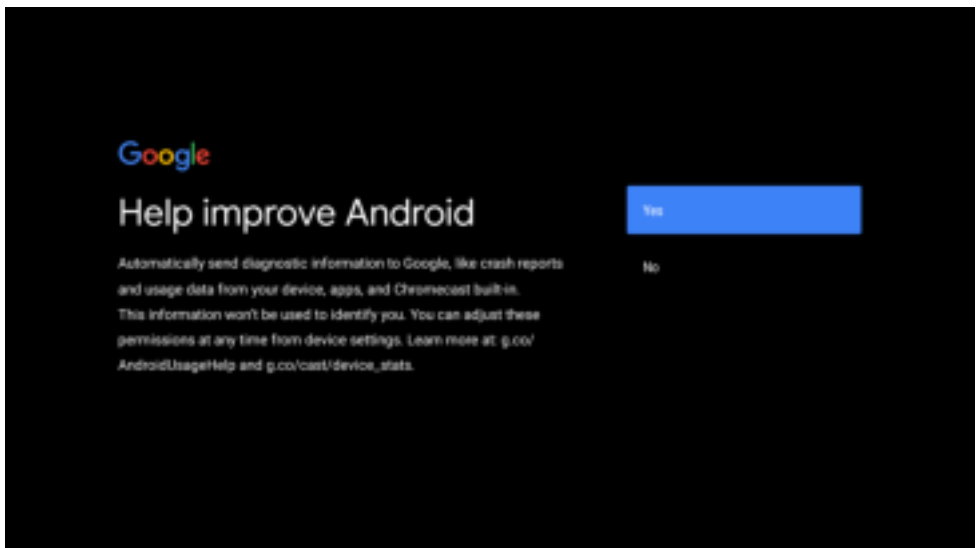 Google
Help improve Android
Automatically send diagnostic information to Google, like crash reports
and usage data from your device, apps, and Chromecast built-in.
This information won't be used to identify you. You can adjust these
permissions at any time from device settings. Learn more at: g.co/
AndroidUsageHelp and g.co/cast/device_stats.
Yes
No